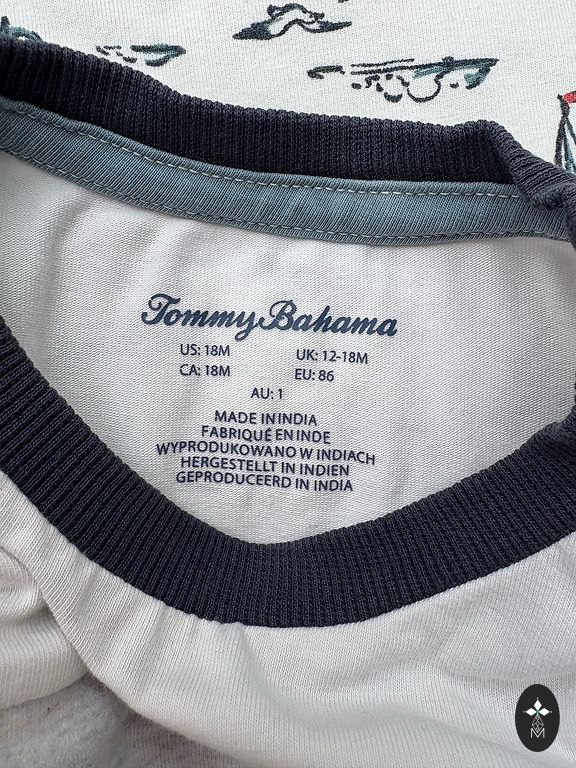 Tommy Bahama
US: 18M UK: 12-18M
CA: 18M EU: 86
AU: 1
MADE IN INDIA
FABRIQUÉ EN INDE
WYPRODUKOWANO W INDIACH
HERGESTELLT IN INDIEN
GEPRODUCEERD IN INDIA
M